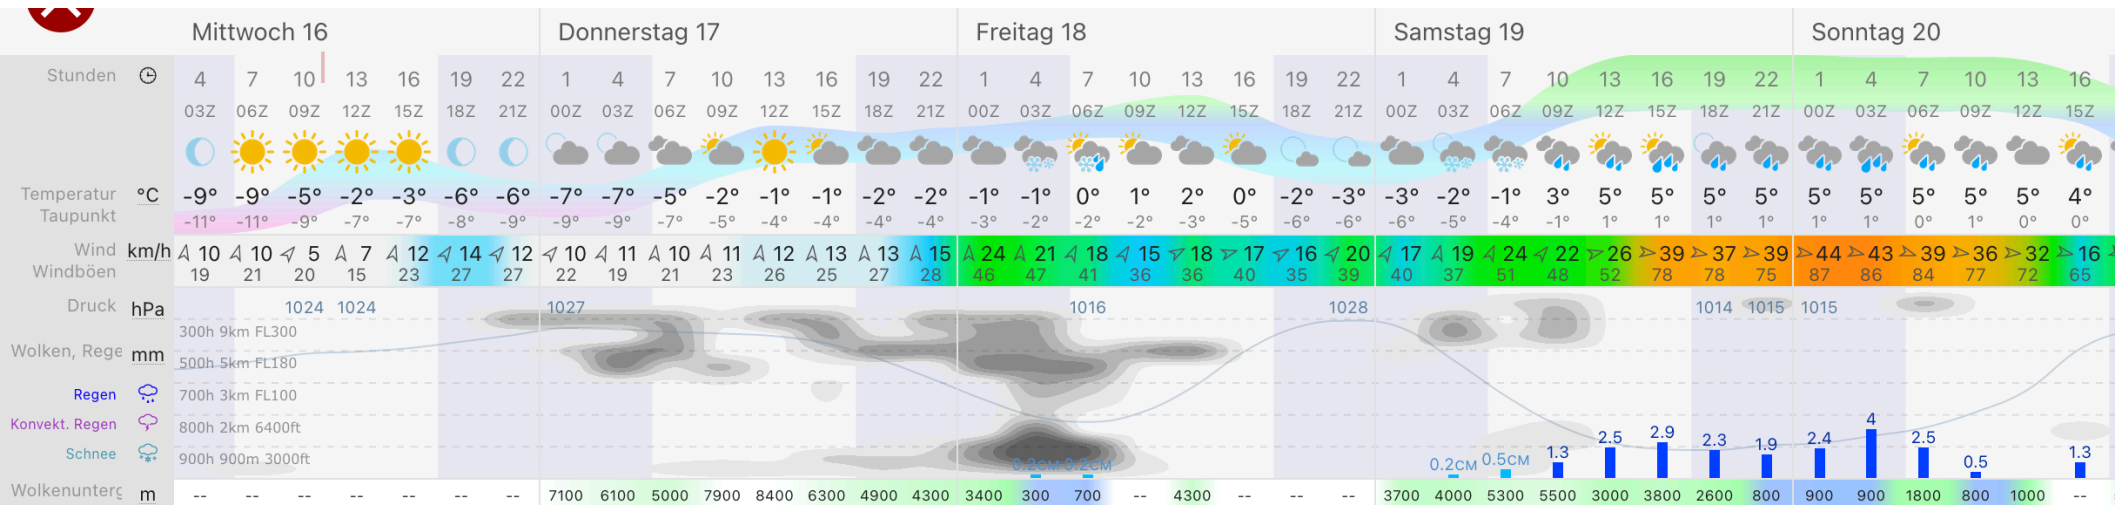 Mittwoch 16 Donnerstag 17 Freitag 18 Samstag 19 Sonntag 20
Stunden 4 7 10 13 16 19 22 1 4 7 10 13 16 19 22 1 4 7 10 13 16 19 22 1 4 7 10 13 16 19 22 1 4 7 10 13 16
03Z 06Z 09Z 12Z 15Z 18Z 21Z 00Z 03Z 06Z 09Z 12Z 15Z 18Z 21Z 00Z 03Z 06Z 09Z 12Z 15Z 18Z 21Z 00Z 03Z 06Z 09Z 12Z 15Z 18Z 21Z 00Z 03Z 06Z 09Z 12Z 15Z
Temperatur °C -9° -9° -5° -2° -3° -6° -6° -7° -7° -5° -2° -1° -1° -2° -2° -1° -1° 0° 1° 2° 0° -2° -3° -3° -2° -1° 3° 5° 5° 5° 5° 5° 5° 5° 5° 5° 4°
Taupunkt -11° -11° -9° -7° -7° -8° -9° -9° -9° -7° -5° -4° -4° -4° -4° -3° -2° -2° -2° -3° -5° -6° -6° -6° -5° -4° -1° 1° 1° 1° 1° 1° 1° 0° 0° 0° 0°
Wind km/h 10 10 5 7 12 14 12 10 11 10 11 12 13 13 15 24 21 18 15 18 17 16 20 17 19 24 22 26 39 37 39 44 43 39 36 32 16
Windböen 19 21 20 15 23 27 27 22 19 21 23 26 25 27 28 46 47 41 36 36 40 35 39 40 37 51 48 52 78 78 75 87 86 84 77 72 65
Druck hPa 1024 1024 1027 1016 1028 1014 1015 1015
300h 9km FL300
Wolken, Rege mm
500h 5km FL180
Regen 700h 3km FL100
Konvekt. Regen 800h 2km 6400ft
Schnee 900h 900m 3000ft
0.2CM 0.2CM 0.2CM 0.5CM 1.3 2.5 2.9 2.3 1.9 2.4 4 2.5 0.5 1.3
Wolkenunterg m -- -- -- -- -- -- -- 7100 6100 5000 7900 8400 6300 4900 4300 3400 300 700 -- 4300 -- -- -- 3700 4000 5300 5500 3000 3800 2600 800 900 900 1800 800 1000 --